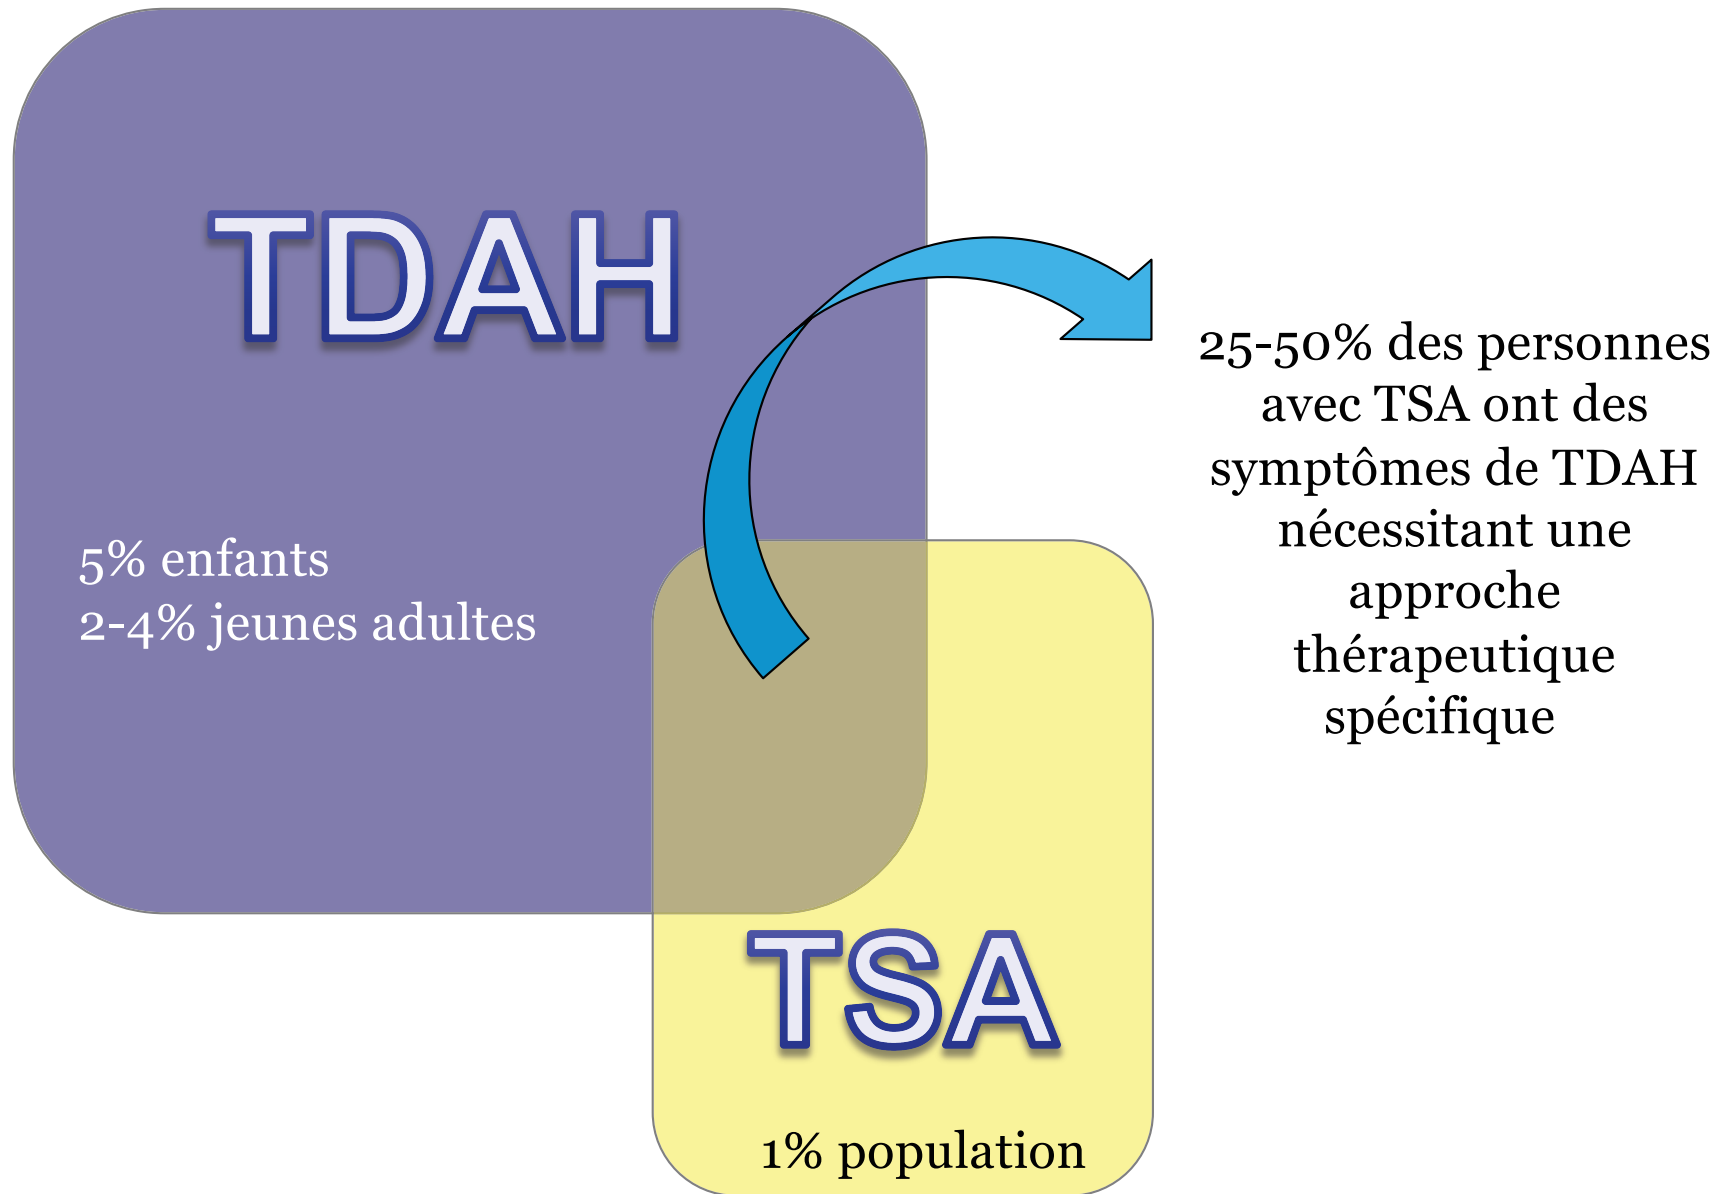 TDAH
5% enfants
2-4% jeunes adultes
25-50% des personnes
avec TSA ont des
symptômes de TDAH
nécessitant une
approche
thérapeutique
spécifique
TSA
1% population